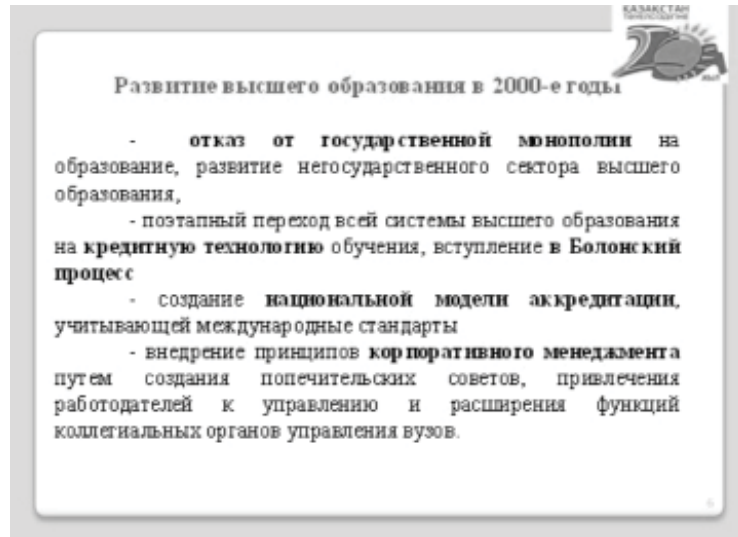 КАЗАКСТАН
Развитие высшего образования в 2000-е годы
- отказ от государственной монополии на
образование, развитие негосударственного сектора высшего
образования,
- поэтапный переход всей системы высшего образования
на кредитную технологию обучения, вступление в Болонский
процесс
- создание национальной модели аккредитации,
учитывающей международные стандарты
- внедрение принципов корпоративного менеджмента
путем создания попечительских советов, привлечения
работодателей к управлению и расширения функций
коллегиальных органов управления вузов.
6